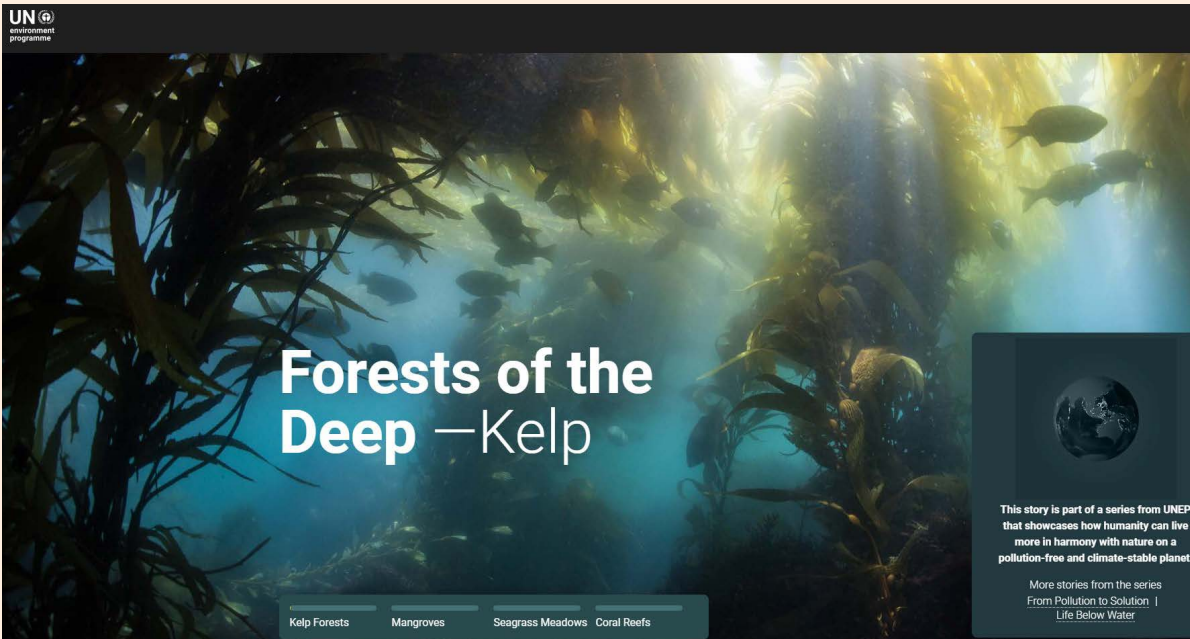 UN
environment
programme
Forests of the
Deep —Kelp
This story is part of a series from UNEP
that showcases how humanity can live
more in harmony with nature on a
pollution-free and climate-stable planet
More stories from the series
From Pollution to Solution |
Life Below Water
Kelp Forests
Mangroves
Seagrass Meadows
Coral Reefs